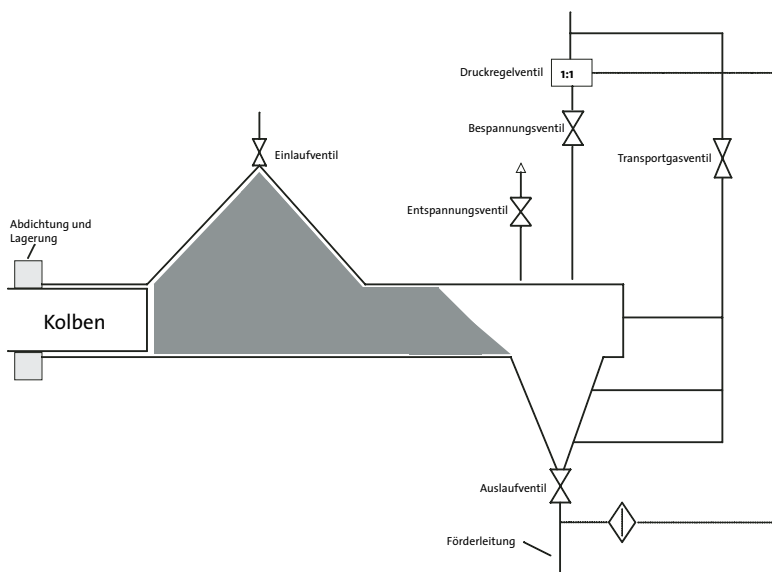 Druckregelventil
1:1
Bespannungsventil
Einlaufventil
Transportgasventil
Entspannungsventil
Abdichtung und
Lagerung
Kolben
Auslaufventil
Förderleitung